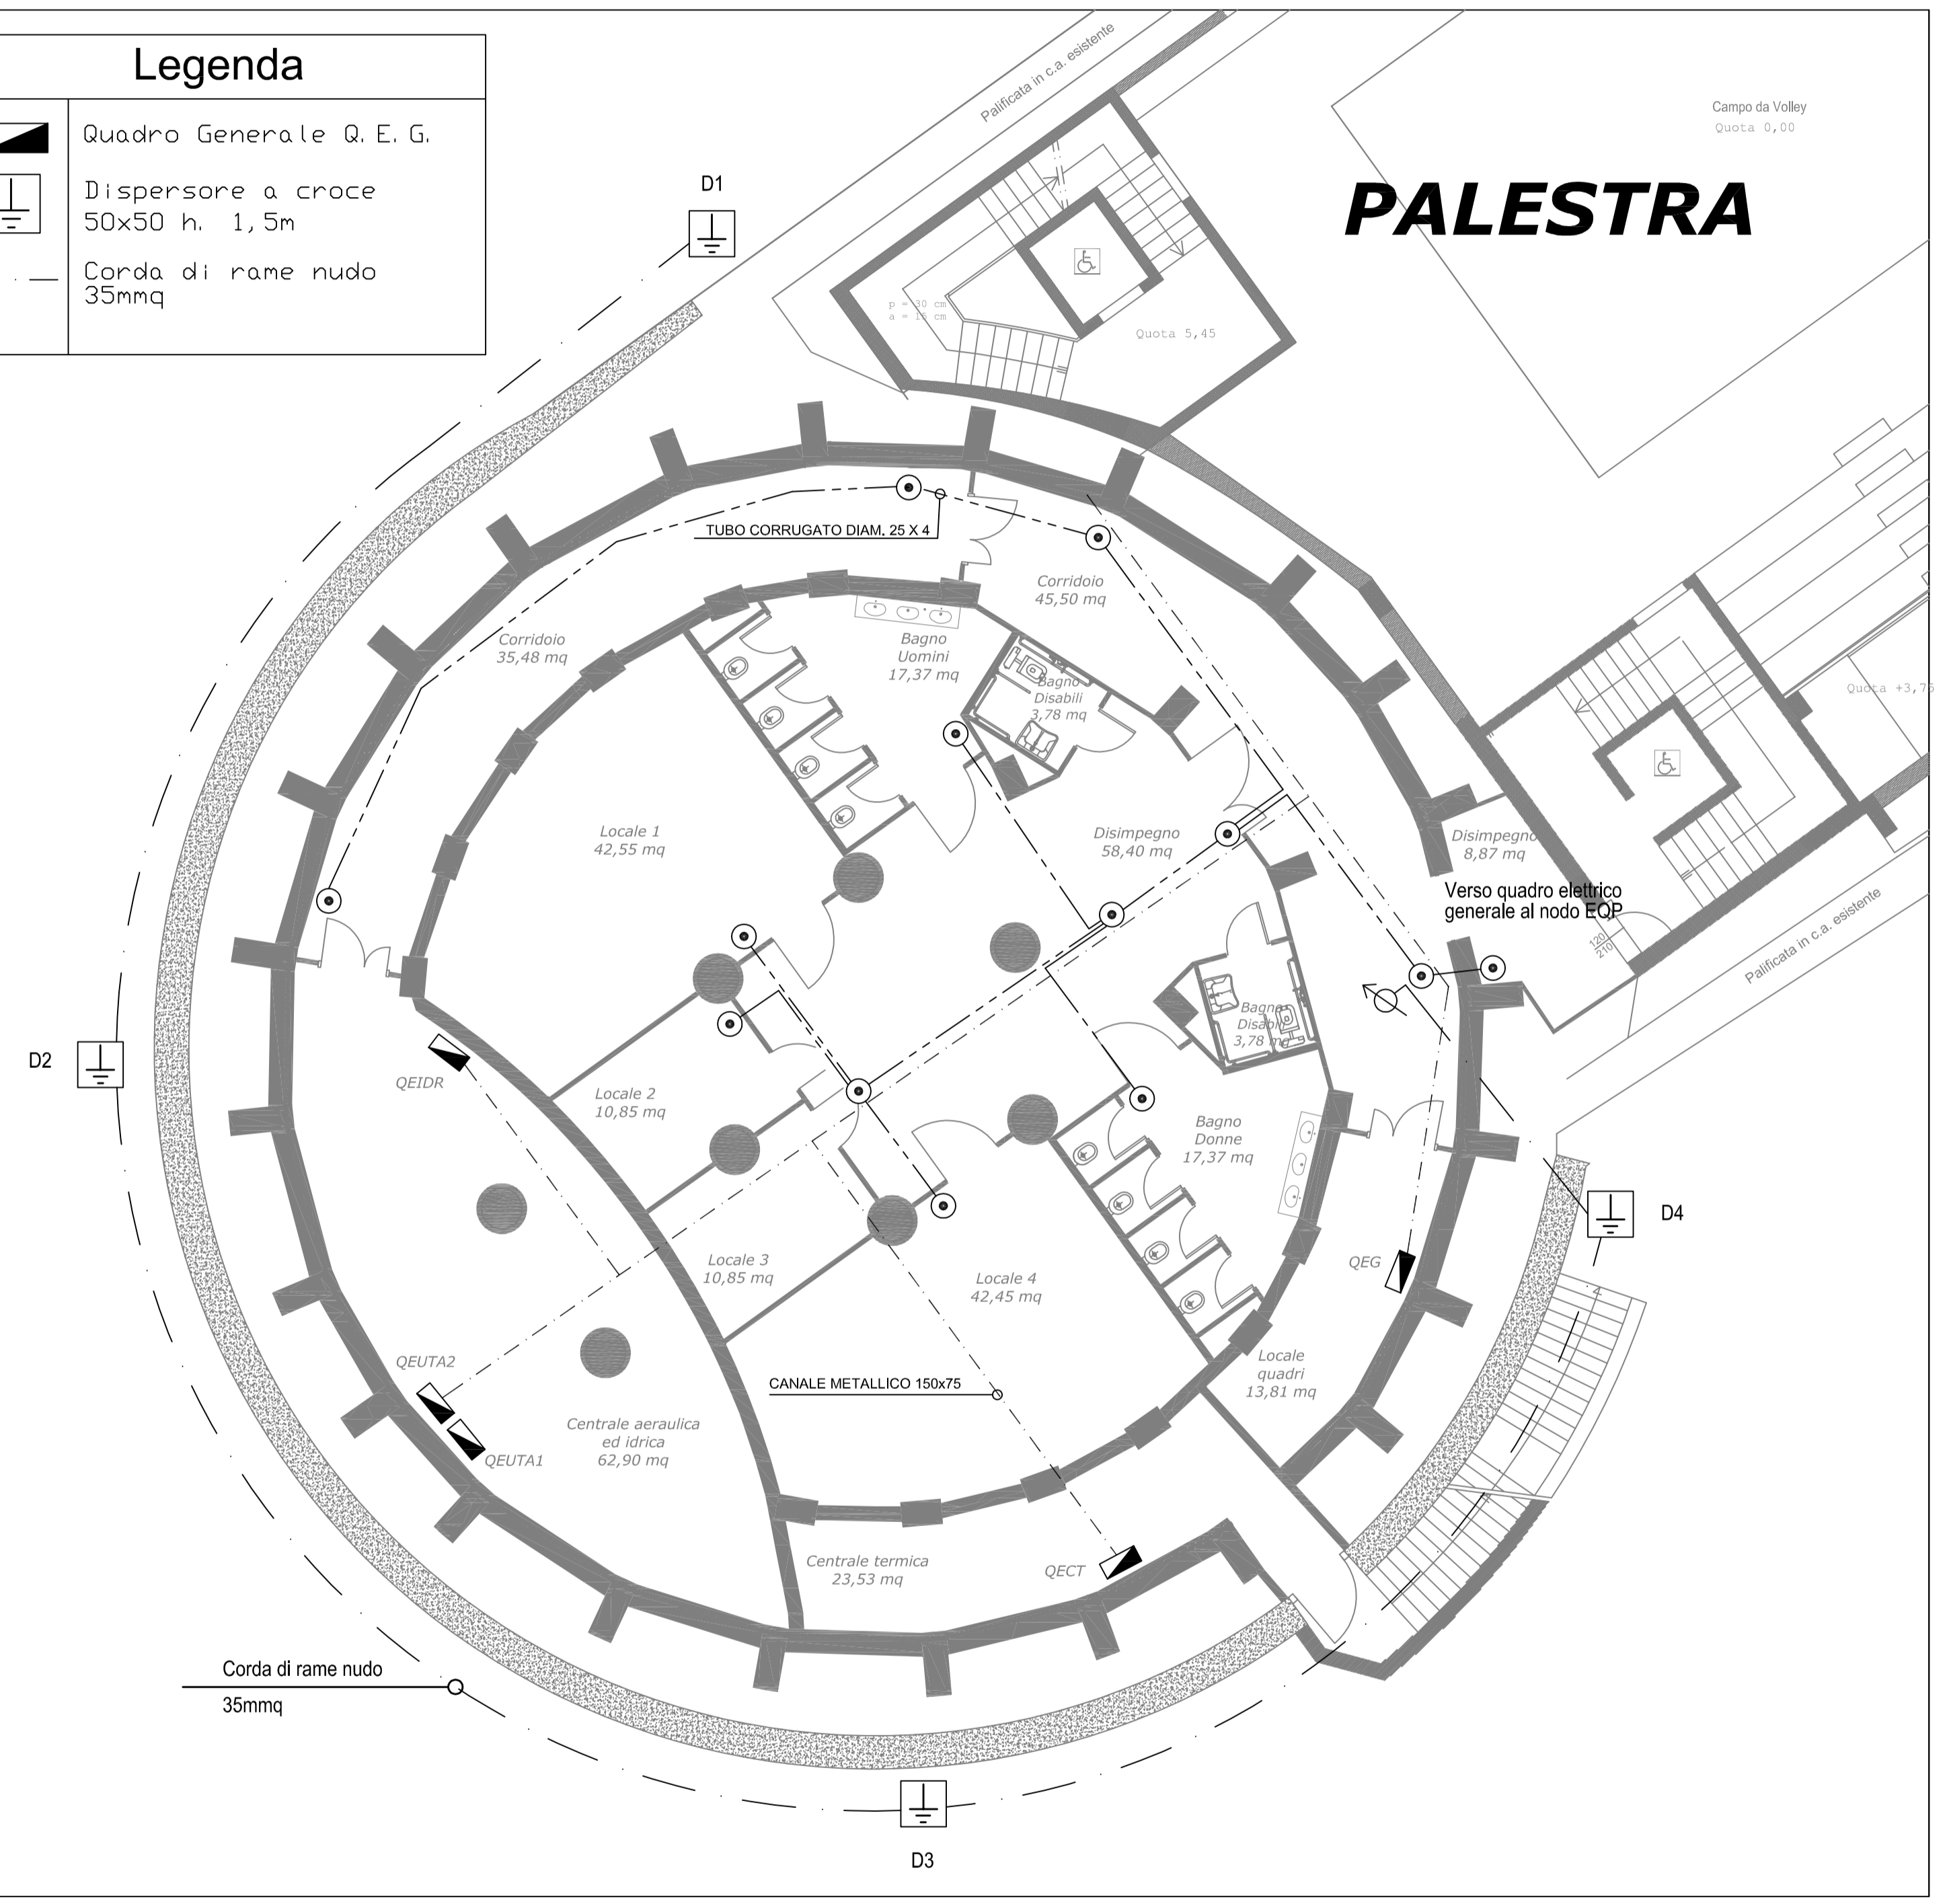 Legenda
Quadro Generale Q.E.G.
Dispersore a croce
50x50 h. 1,5m
Corda di rame nudo
35mmq
Palificata in c.a. esistente
Campo da Volley
Quota 0,00
PALESTRA
D1
p = 30 cm
a = 15 cm
Quota 5,45
TUBO CORRUGATO DIAM. 25 X 4
Corridoio
45,50 mq
Corridoio
35,48 mq
Bagno
Uomini
17,37 mq
Bagno
Disabili
3,78 mq
Quota +3,75
Locale 1
42,55 mq
Disimpegno
58,40 mq
Disimpegno
8,87 mq
Verso quadro elettrico
generale al nodo EQP
120
210
Palificata in c.a. esistente
Bagno
Disabili
3,78 mq
D2
QEIDR
Locale 2
10,85 mq
Bagno
Donne
17,37 mq
D4
Locale 3
10,85 mq
Locale 4
42,45 mq
QEG
QEUTA2
Locale
quadri
13,81 mq
CANALE METALLICO 150x75
Centrale aeraulica
ed idrica
62,90 mq
QEUTA1
Centrale termica
23,53 mq
QECT
Corda di rame nudo
35mmq
D3